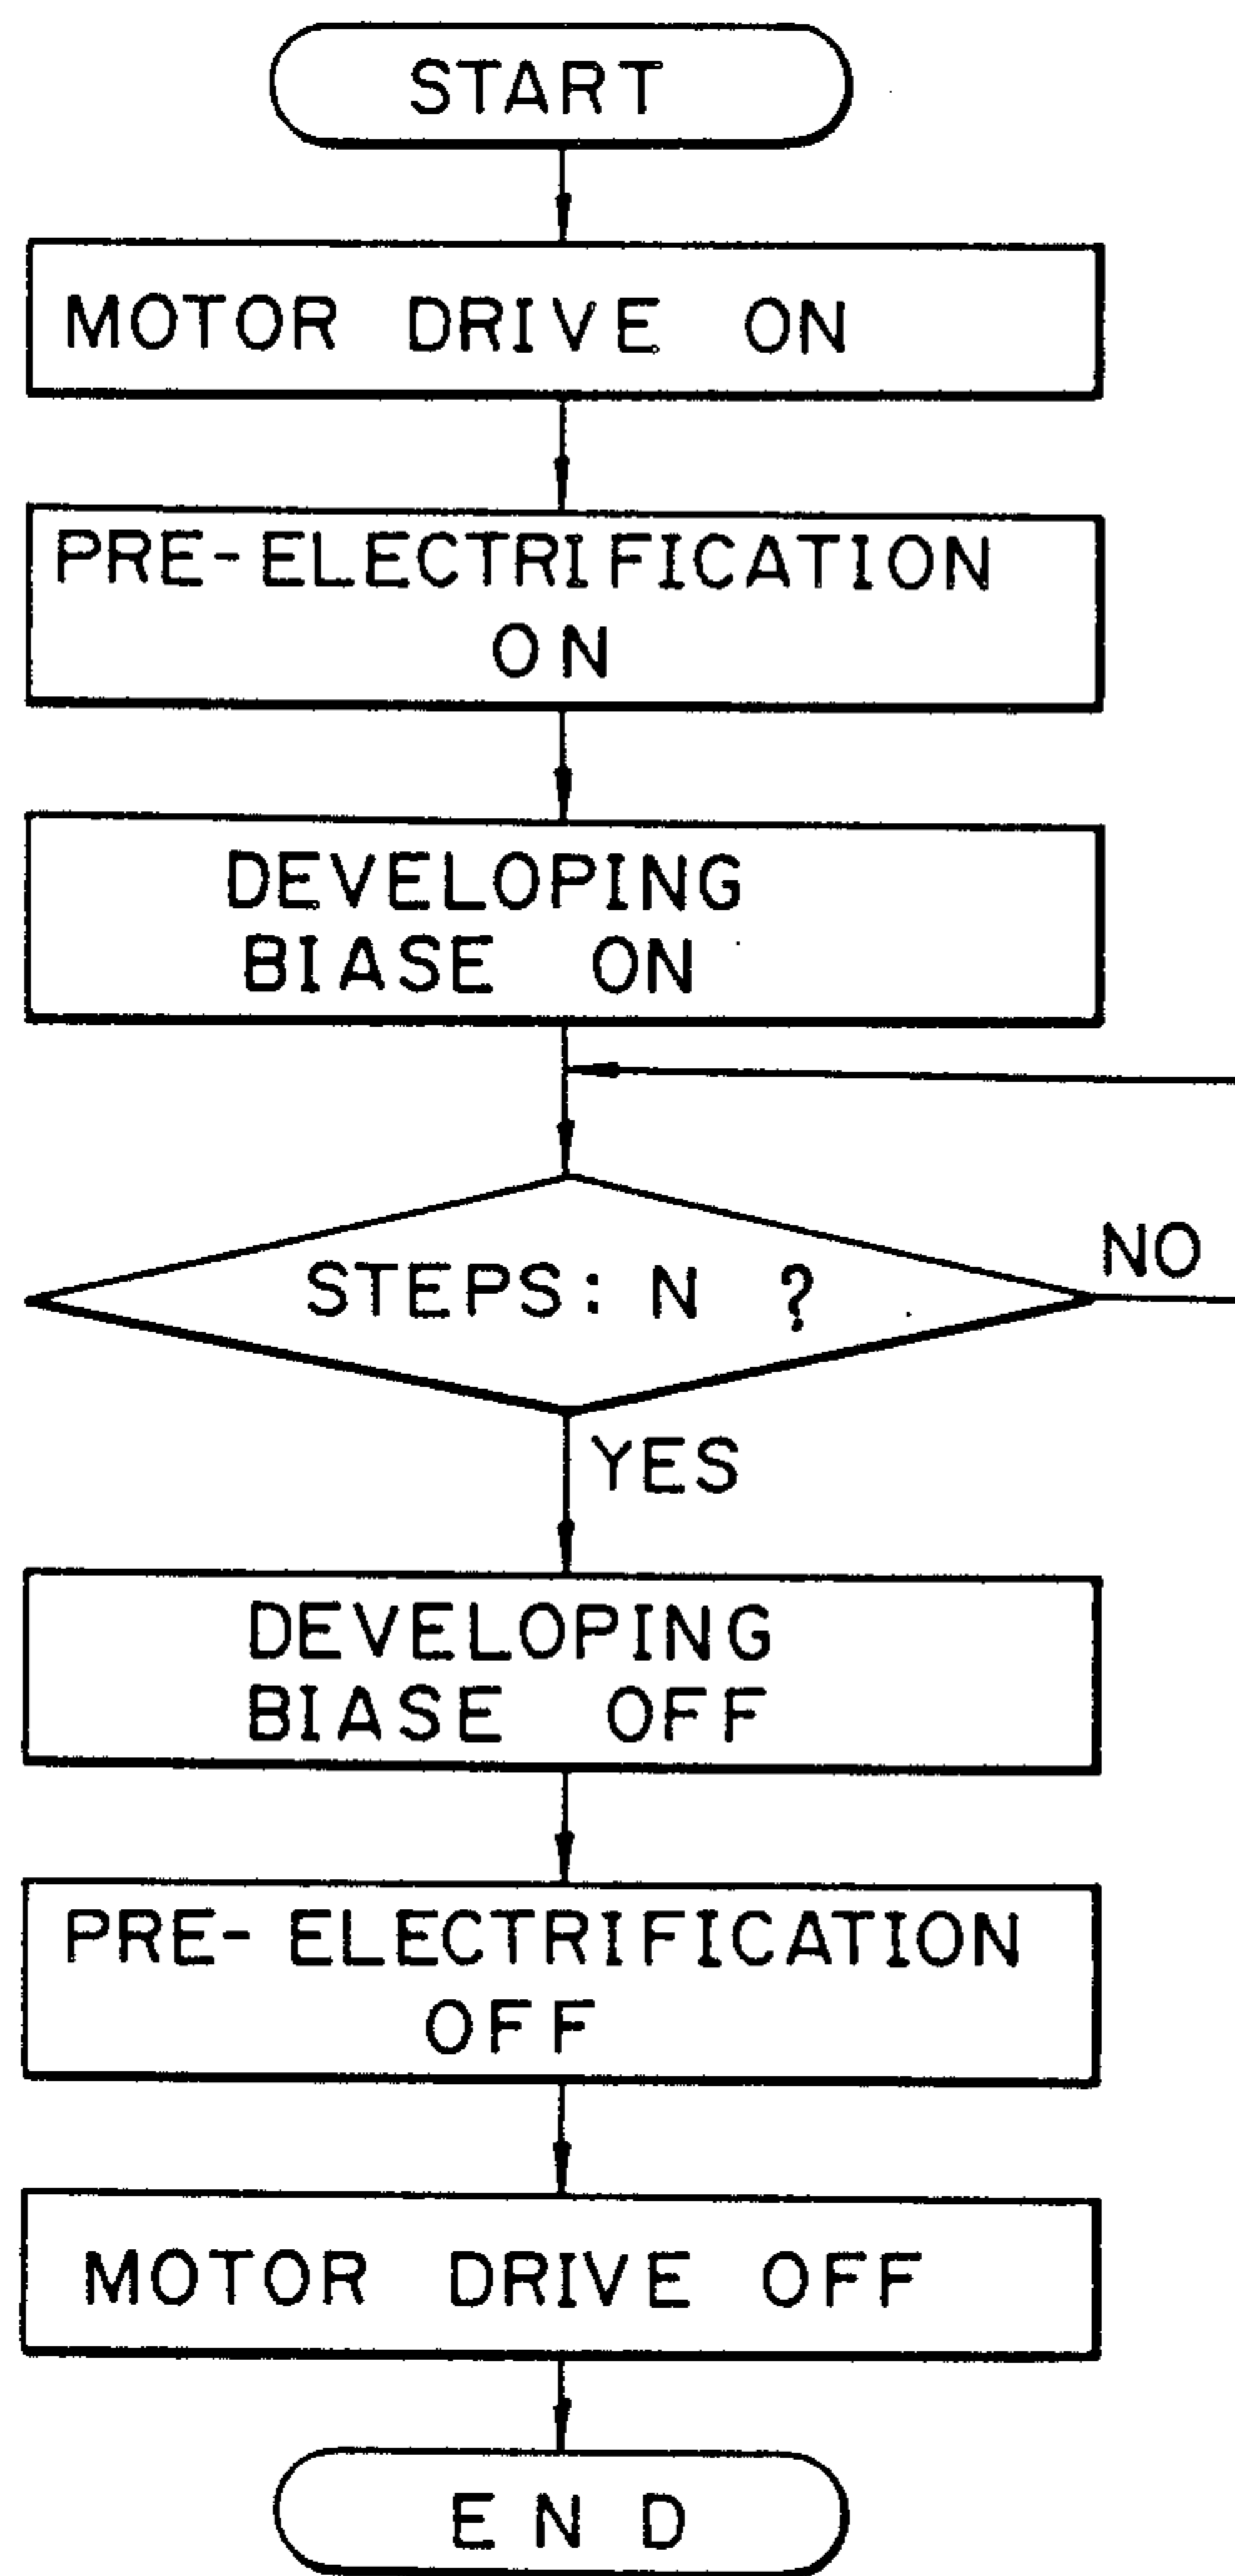 START
MOTOR DRIVE ON
PRE-ELECTRIFICATION
ON
DEVELOPING
BIASE ON
STEPS: N ?
NO
YES
DEVELOPING
BIASE OFF
PRE-ELECTRIFICATION
OFF
MOTOR DRIVE OFF
END